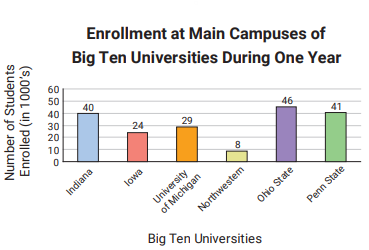 Enrollment at Main Campuses of
Big Ten Universities During One Year
Number of Students
Enrolled (in 1000's)
60
50
40
30
20
10
0
40
24
29
8
46
41
Indiana
Iowa
University
of Michigan
Northwestern
Ohio State
Penn State
Big Ten Universities